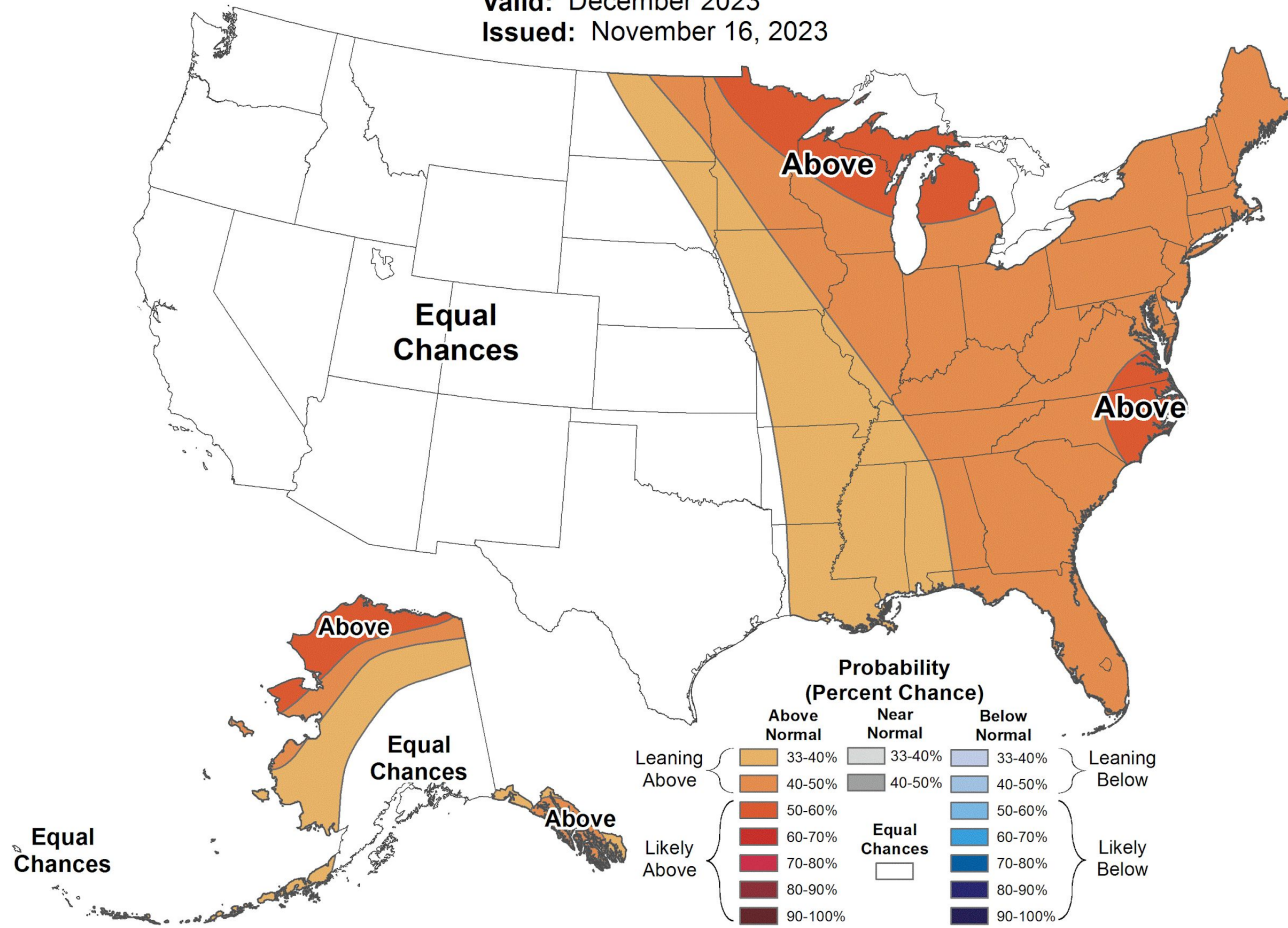 Valid: December 2023
Issued: November 16, 2023
Above
Equal
Chances
Above
Above
Equal
Chances
Above
Equal
Chances
Probability
(Percent Chance)
Above
Normal
Near
Normal
Below
Normal
Leaning
Above
33-40%
33-40%
33-40%
Leaning
Below
40-50%
40-50%
40-50%
50-60%
50-60%
60-70%
Equal
Chances
60-70%
Likely
Above
70-80%
70-80%
Likely
Below
80-90%
80-90%
90-100%
90-100%